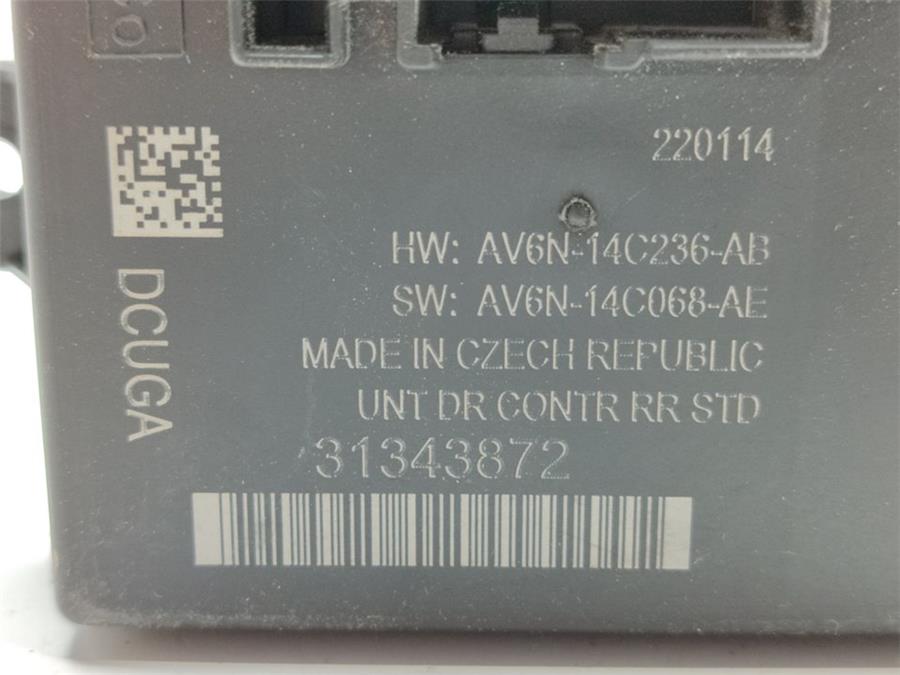 220114
HW: AV6N-14C236-AB
SW: AV6N-14C068-AE
MADE IN CZECH REPUBLIC
UNT DR CONTR RR STD
31343872
DCUGA